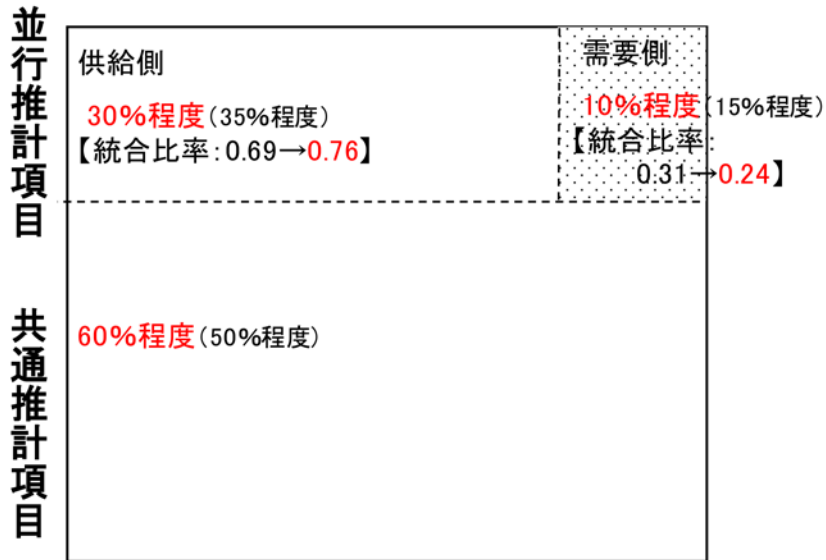 並行推計項目
供給側
30%程度(35%程度)
【統合比率:0.69→0.76】
需要側
10%程度(15%程度)
【統合比率:
0.31→0.24】
共通推計項目
60%程度(50%程度)